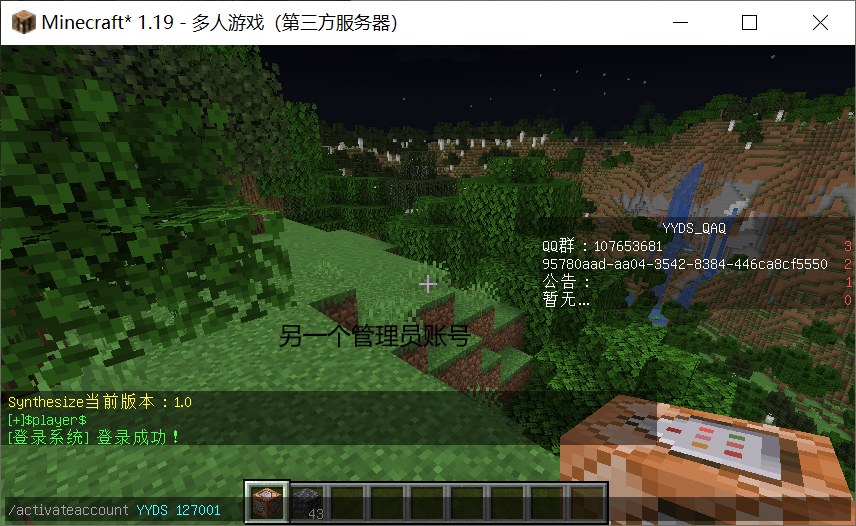 Minecraft* 1.19 - 多人游戏（第三方服务器）
YYDS_QAQ
QQ群：107653681 3
95780aad-aa04-3542-8384-446ca8cf5550 2
公告： 1
暂无... 0
另一个管理员账号
Synthesize当前版本：1.0
[+]$player$
[登录系统] 登录成功！
43
/activateaccount YYDS 127001